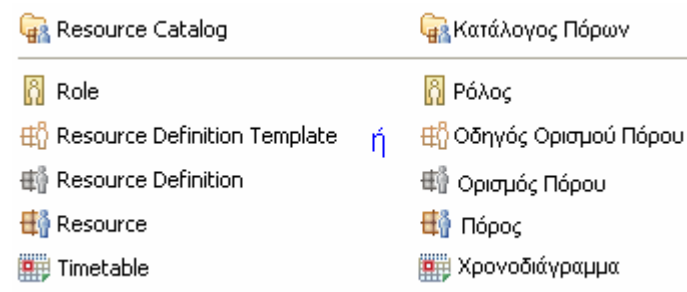 Resource Catalog Κατάλογος Πόρων
Role Ρόλος
Resource Definition Template ή Οδηγός Ορισμού Πόρου
Resource Definition Ορισμός Πόρου
Resource Πόρος
Timetable Χρονοδιάγραμμα